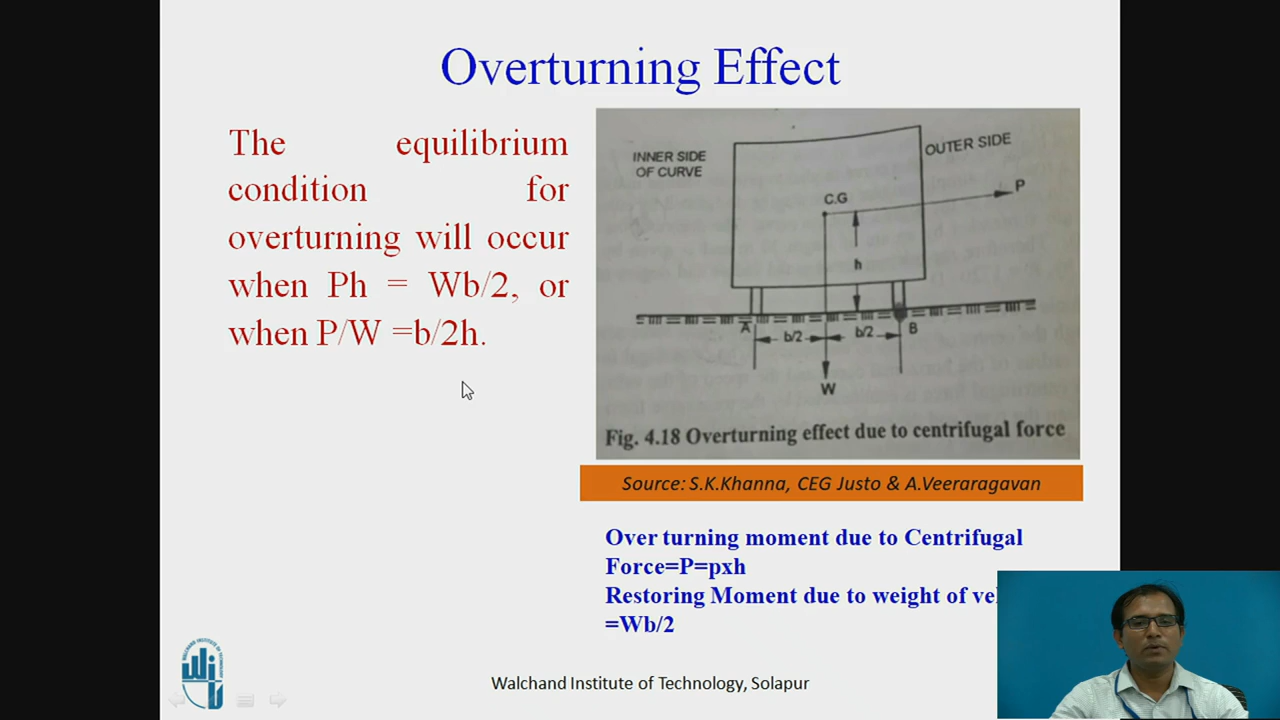 Overturning Effect
The equilibrium
condition for
overturning will occur
when Ph = Wb/2, or
when P/W =b/2h.
INNER SIDE
OF CURVE
OUTER SIDE
C.G
P
h
A
b/2
b/2
B
W
Fig. 4.18 Overturning effect due to centrifugal force
Source: S.K.Khanna, CEG Justo & A.Veeraragavan
Over turning moment due to Centrifugal
Force=P=pxh
Restoring Moment due to weight of
=Wb/2
Walchand Institute of Technology, Solapur